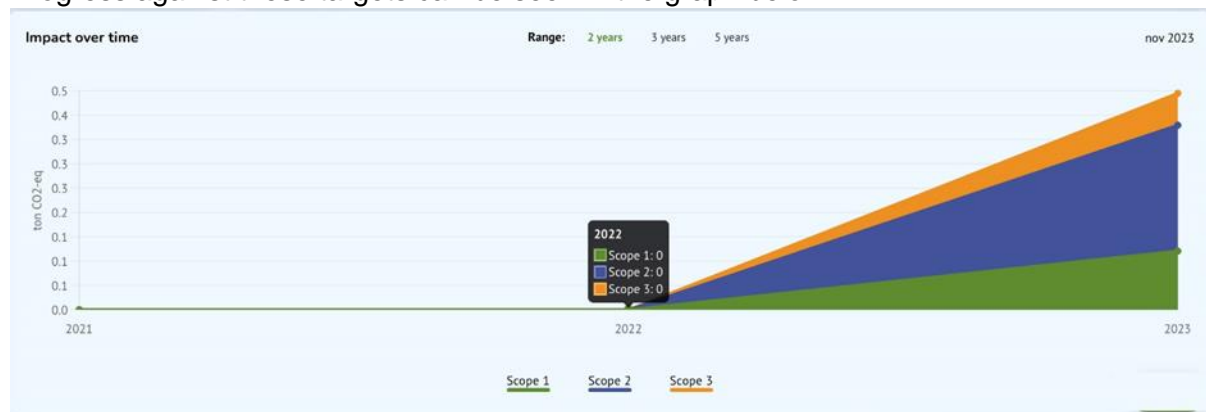 Impact over time
Range: 2 years 3 years 5 years
nov 2023
0.5
0.4
0.3
0.3
0.3
0.2
0.1
0.1
0.1
0.0
ton CO2-eq
2022
Scope 1: 0
Scope 2: 0
Scope 3: 0
2021 2022 2023
Scope 1 Scope 2 Scope 3